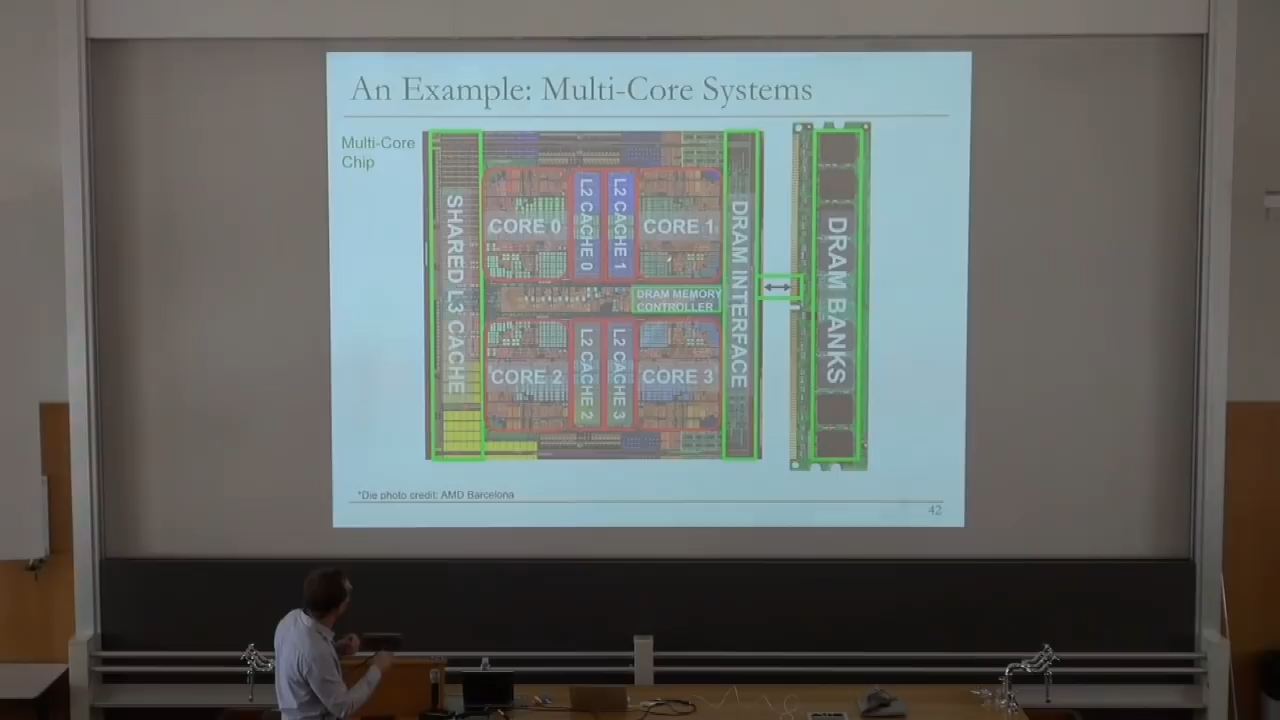 An Example: Multi-Core Systems
Multi-Core
Chip
SHARED L3 CACHE
CORE 0
L2 CACHE 0
L2 CACHE 1
CORE 1
DRAM MEMORY
CONTROLLER
CORE 2
L2 CACHE 2
L2 CACHE 3
CORE 3
DRAM INTERFACE
DRAM BANKS
*Die photo credit: AMD Barcelona
42